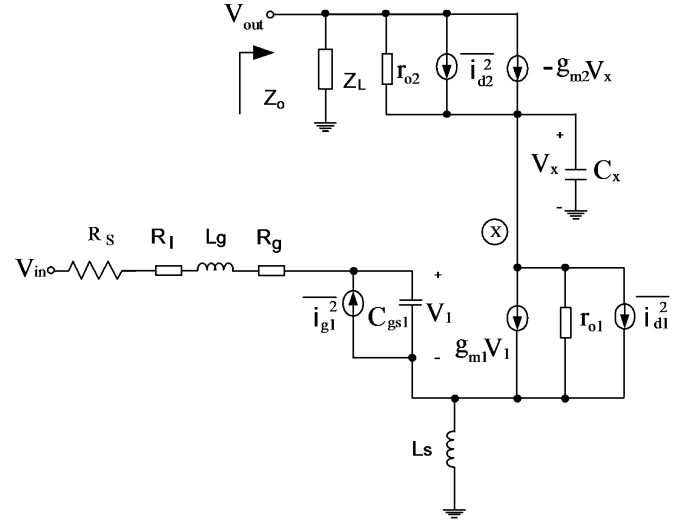 Vout
Zo
ZL
ro2
id2²
-gm2Vx
+
Vx
Cx
-
X
Vin
RS
Rl
Lg
Rg
ig1²
Cgs1
+
V1
-
gm1V1
ro1
id1²
Ls